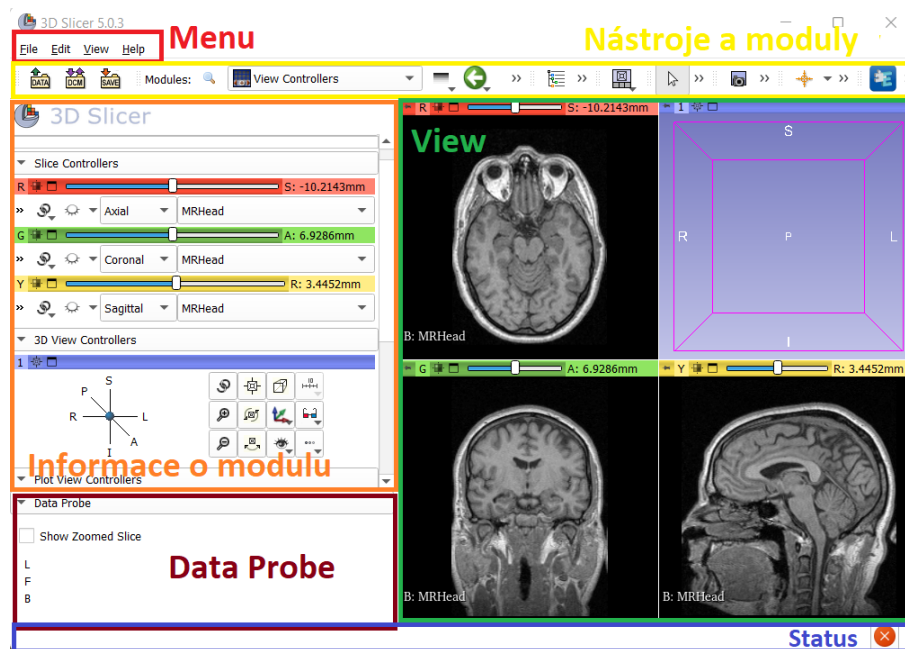 3D Slicer 5.0.3
File Edit View Help
Menu
Nástroje a moduly
DATA DCM SAVE Modules: View Controllers
3D Slicer
Slice Controllers
R S: -10.2143mm
Axial MRHead
G A: 6.9286mm
Coronal MRHead
Y R: 3.4452mm
Sagittal MRHead
3D View Controllers
1
S
P
R L
A
I
Informace o modulu
Plot View Controllers
Data Probe
Show Zoomed Slice
L
F
B
Data Probe
R S: -10.2143mm
View
B: MRHead
1
S
R P L
I
G A: 6.9286mm
B: MRHead
Y R: 3.4452mm
B: MRHead
Status